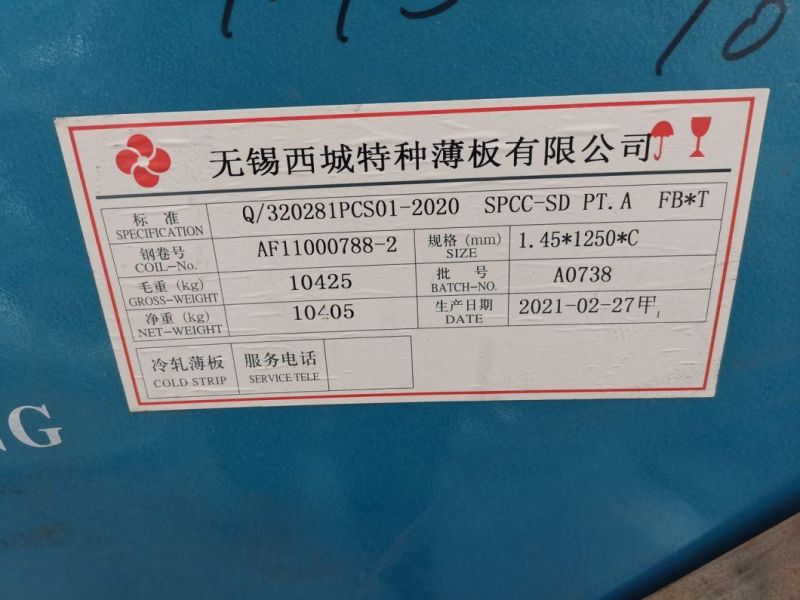 10
无锡西城特种薄板有限公司
标 准 Q/320281PCS01-2020 SPCC-SD PT.A FB*T
SPECIFICATION
钢卷号 AF11000788-2 规格 (mm) 1.45*1250*C
COIL-No. SIZE
毛重 (kg) 10425 批 号 A0738
GROSS-WEIGHT BATCH-NO.
净重 (kg) 10405 生产日期 2021-02-27甲
NET-WEIGHT DATE
冷轧薄板 服务电话
COLD STRIP SERVICE TELE
NG